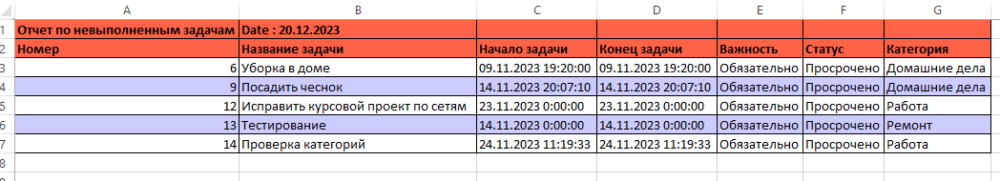 A B C D E F G
1 Отчет по невыполненным задачам Date : 20.12.2023
2 Номер Название задачи Начало задачи Конец задачи Важность Статус Категория
3 6 Уборка в доме 09.11.2023 19:20:00 09.11.2023 19:20:00 Обязательно Просрочено Домашние дела
4 9 Посадить чеснок 14.11.2023 20:07:10 14.11.2023 20:07:10 Обязательно Просрочено Домашние дела
5 12 Исправить курсовой проект по сетям 23.11.2023 0:00:00 23.11.2023 0:00:00 Обязательно Просрочено Работа
6 13 Тестирование 14.11.2023 0:00:00 14.11.2023 0:00:00 Обязательно Просрочено Ремонт
7 14 Проверка категорий 24.11.2023 11:19:33 24.11.2023 11:19:33 Обязательно Просрочено Работа
8